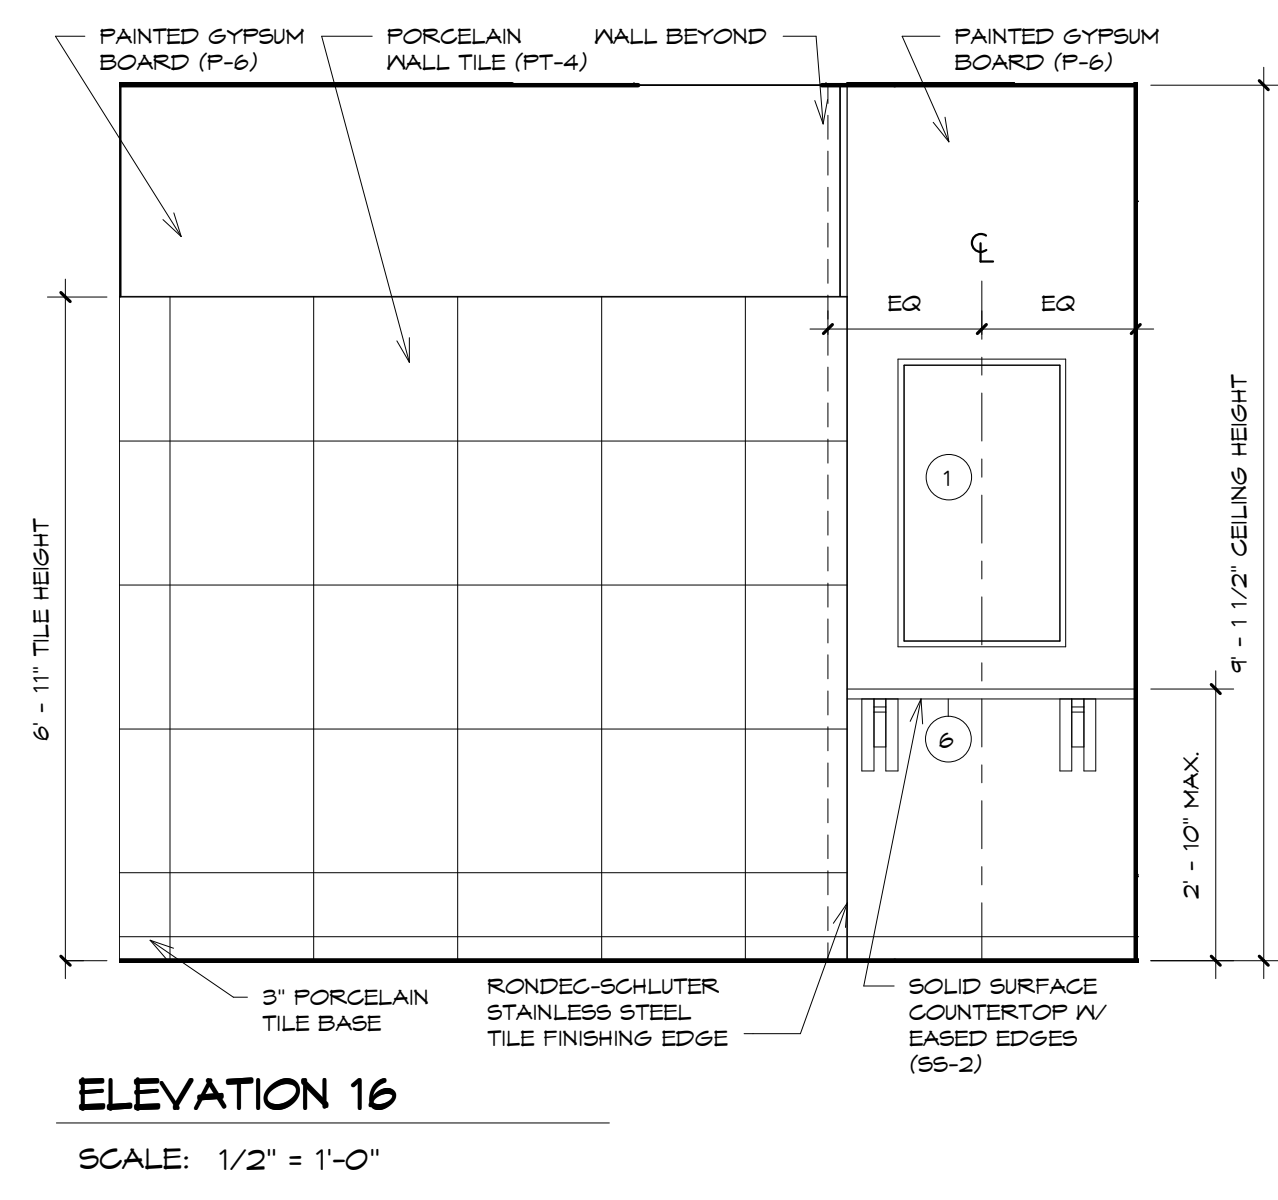 PAINTED GYPSUM
BOARD (P-6)
PORCELAIN
WALL TILE (PT-4)
WALL BEYOND
PAINTED GYPSUM
BOARD (P-6)
℄
EQ
EQ
1
6' - 11" TILE HEIGHT
9' - 1 1/2" CEILING HEIGHT
6
2' - 10" MAX.
3" PORCELAIN
TILE BASE
RONDEC-SCHLUTER
STAINLESS STEEL
TILE FINISHING EDGE
SOLID SURFACE
COUNTERTOP W/
EASED EDGES
(SS-2)
ELEVATION 16
SCALE: 1/2" = 1'-0"